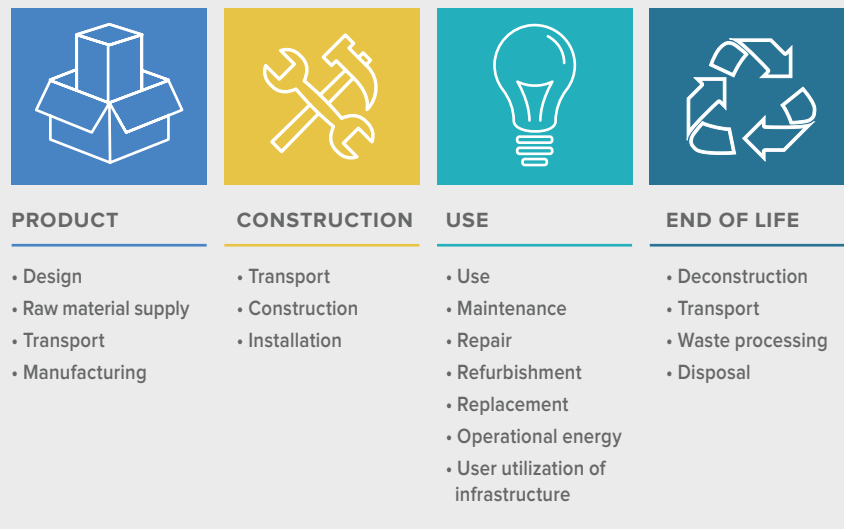 PRODUCT
• Design
• Raw material supply
• Transport
• Manufacturing
CONSTRUCTION
• Transport
• Construction
• Installation
USE
• Use
• Maintenance
• Repair
• Refurbishment
• Replacement
• Operational energy
• User utilization of
infrastructure
END OF LIFE
• Deconstruction
• Transport
• Waste processing
• Disposal